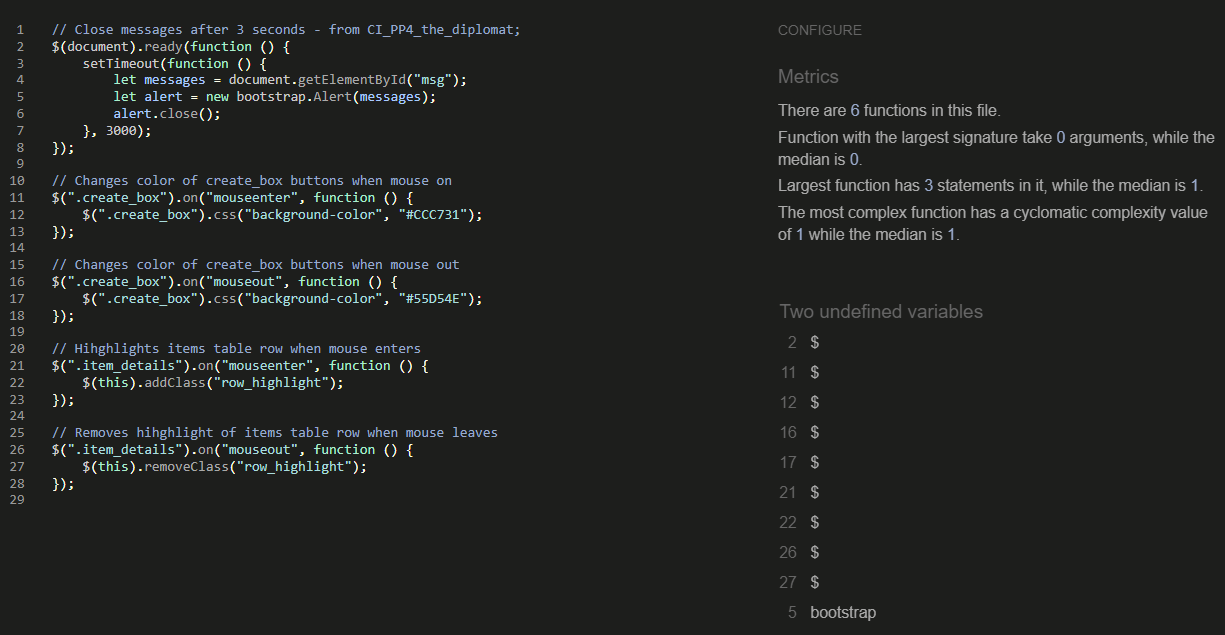 1 // Close messages after 3 seconds - from CI_PP4_the_diplomat;
2 $(document).ready(function () {
3     setTimeout(function () {
4         let messages = document.getElementById("msg");
5         let alert = new bootstrap.Alert(messages);
6         alert.close();
7     }, 3000);
8 });
9
10 // Changes color of create_box buttons when mouse on
11 $(".create_box").on("mouseenter", function () {
12     $(".create_box").css("background-color", "#CCC731");
13 });
14
15 // Changes color of create_box buttons when mouse out
16 $(".create_box").on("mouseout", function () {
17     $(".create_box").css("background-color", "#55D54E");
18 });
19
20 // Hihghlights items table row when mouse enters
21 $(".item_details").on("mouseenter", function () {
22     $(this).addClass("row_highlight");
23 });
24
25 // Removes hihghlight of items table row when mouse leaves
26 $(".item_details").on("mouseout", function () {
27     $(this).removeClass("row_highlight");
28 });
29
CONFIGURE
Metrics
There are 6 functions in this file.
Function with the largest signature take 0 arguments, while the
median is 0.
Largest function has 3 statements in it, while the median is 1.
The most complex function has a cyclomatic complexity value
of 1 while the median is 1.
Two undefined variables
2 $
11 $
12 $
16 $
17 $
21 $
22 $
26 $
27 $
5 bootstrap